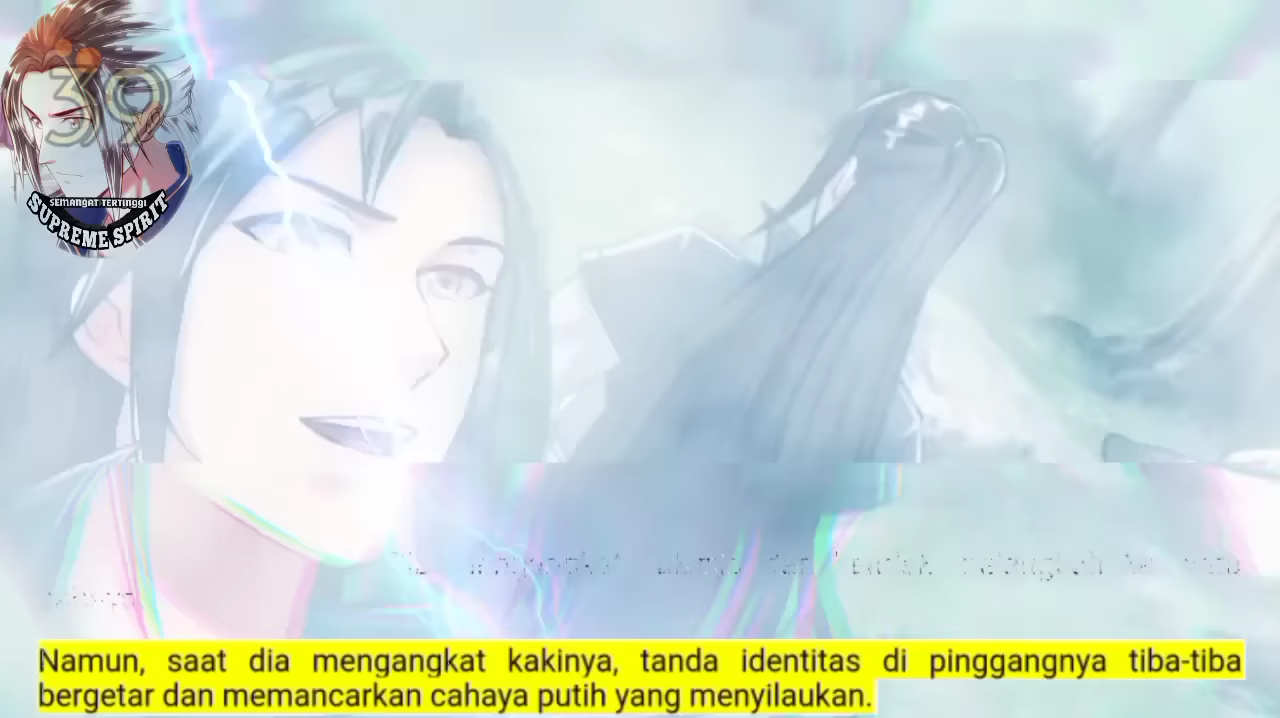 39
SEMANGAT TERTINGGI
SUPREME SPIRIT
Namun, saat dia mengangkat kakinya, tanda identitas di pinggangnya tiba-tiba
bergetar dan memancarkan cahaya putih yang menyilaukan.